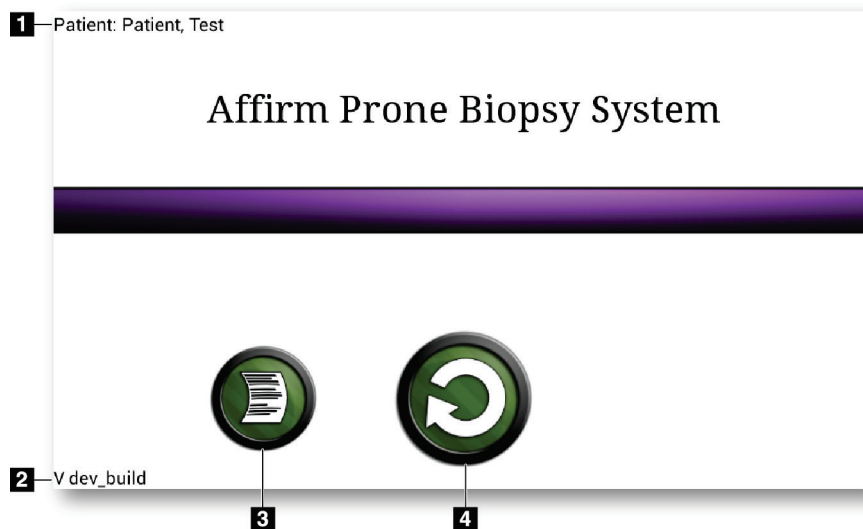 1 Patient: Patient, Test
Affirm Prone Biopsy System
2 V dev_build
3 4